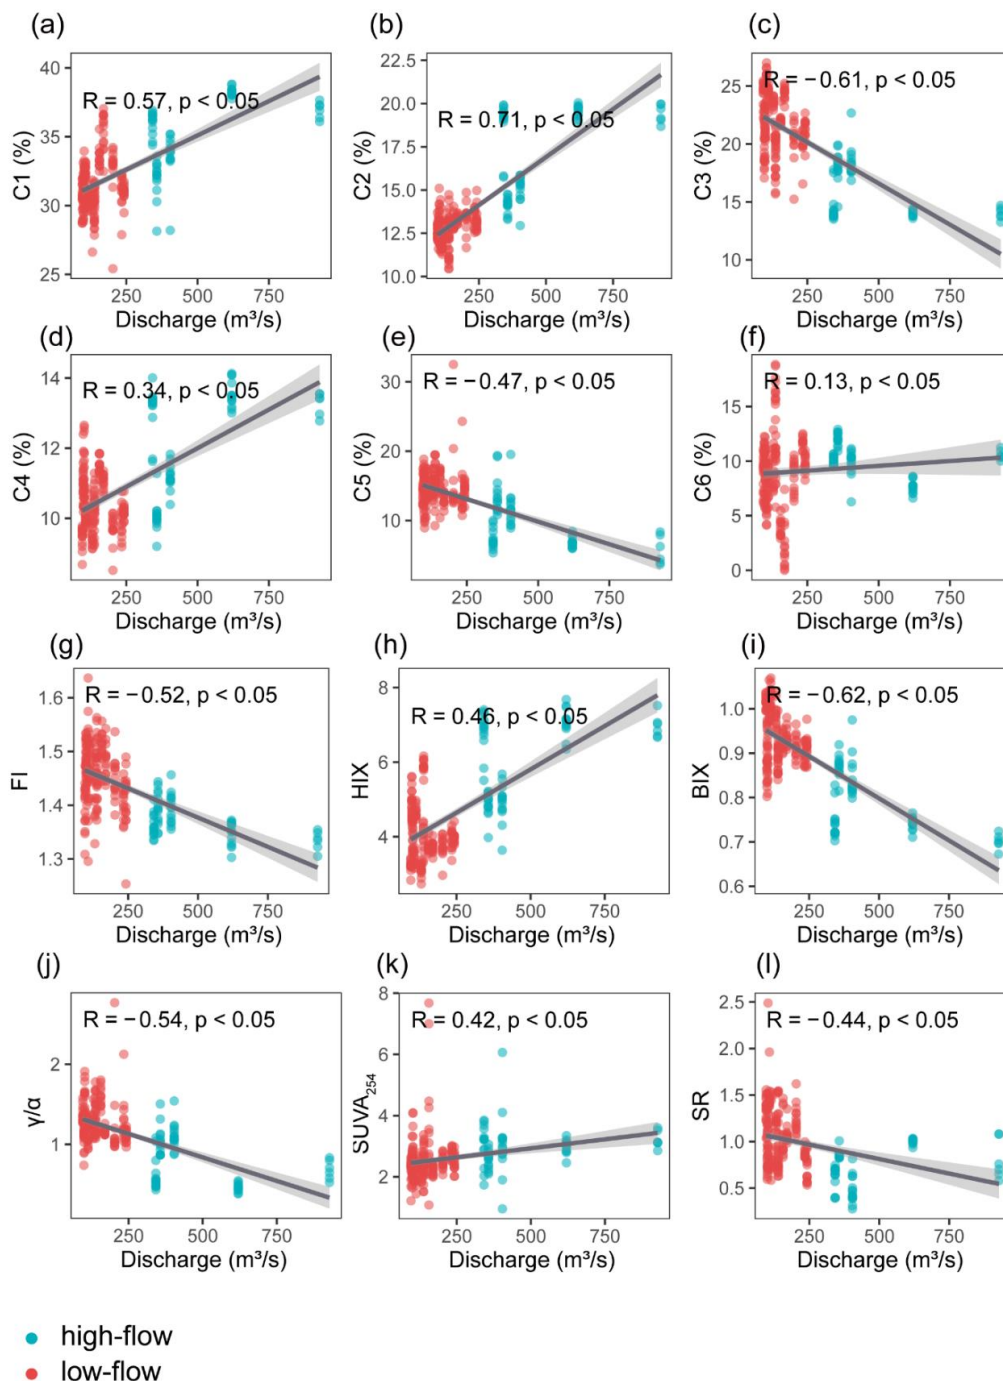 (a)
R = 0.57, p < 0.05
C1 (%)
40
35
30
25
250 500 750
Discharge (m³/s)
(b)
R = 0.71, p < 0.05
C2 (%)
22.5
20.0
17.5
15.0
12.5
10.0
250 500 750
Discharge (m³/s)
(c)
R = −0.61, p < 0.05
C3 (%)
25
20
15
10
250 500 750
Discharge (m³/s)
(d)
R = 0.34, p < 0.05
C4 (%)
14
12
10
250 500 750
Discharge (m³/s)
(e)
R = −0.47, p < 0.05
C5 (%)
30
20
10
250 500 750
Discharge (m³/s)
(f)
R = 0.13, p < 0.05
C6 (%)
15
10
5
0
250 500 750
Discharge (m³/s)
(g)
R = −0.52, p < 0.05
FI
1.6
1.5
1.4
1.3
250 500 750
Discharge (m³/s)
(h)
R = 0.46, p < 0.05
HIX
8
6
4
250 500 750
Discharge (m³/s)
(i)
R = −0.62, p < 0.05
BIX
1.0
0.9
0.8
0.7
0.6
250 500 750
Discharge (m³/s)
(j)
R = −0.54, p < 0.05
γ/α
2
1
250 500 750
Discharge (m³/s)
(k)
R = 0.42, p < 0.05
SUVA₂₅₄
8
6
4
2
250 500 750
Discharge (m³/s)
(l)
R = −0.44, p < 0.05
SR
2.5
2.0
1.5
1.0
0.5
250 500 750
Discharge (m³/s)
high-flow
low-flow